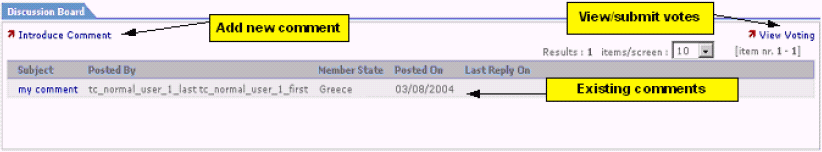 Discussion Board
Introduce Comment
Add new comment
View/submit votes
View Voting
Results : 1 items/screen : 10 [item nr. 1 - 1]
Subject Posted By Member State Posted On Last Reply On
my comment tc_normal_user_1_last tc_normal_user_1_first Greece 03/08/2004
Existing comments